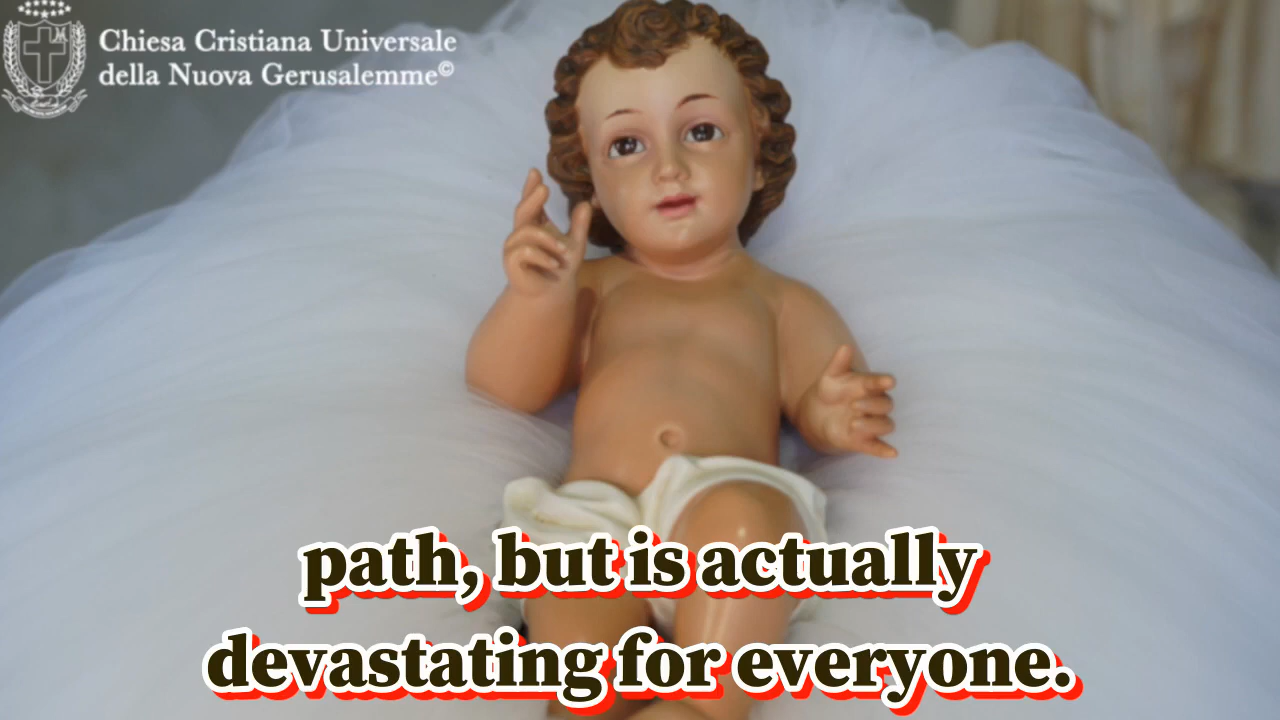 Chiesa Cristiana Universale
della Nuova Gerusalemme©
path, but is actually
devastating for everyone.